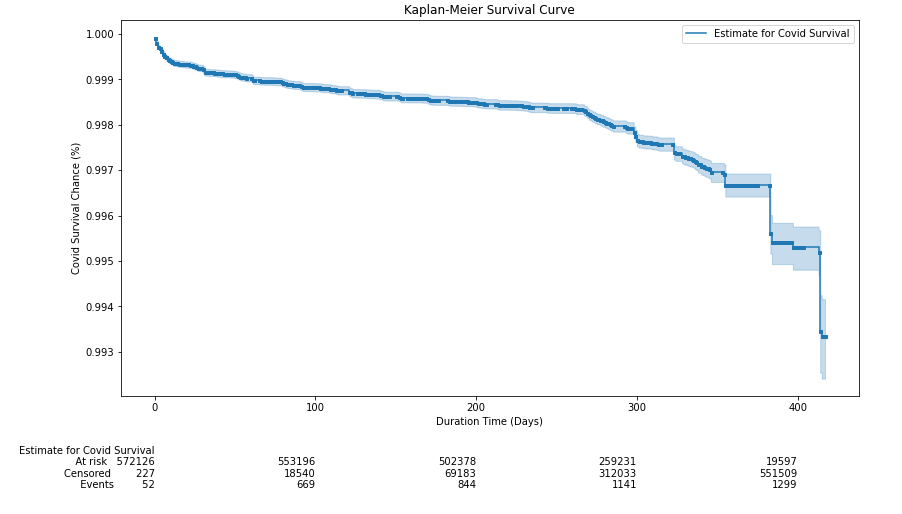 Kaplan-Meier Survival Curve
Estimate for Covid Survival
1.000
0.999
0.998
0.997
0.996
0.995
0.994
0.993
Covid Survival Chance (%)
0 100 200 300 400
Duration Time (Days)
Estimate for Covid Survival
At risk 572126 553196 502378 259231 19597
Censored 227 18540 69183 312033 551509
Events 52 669 844 1141 1299